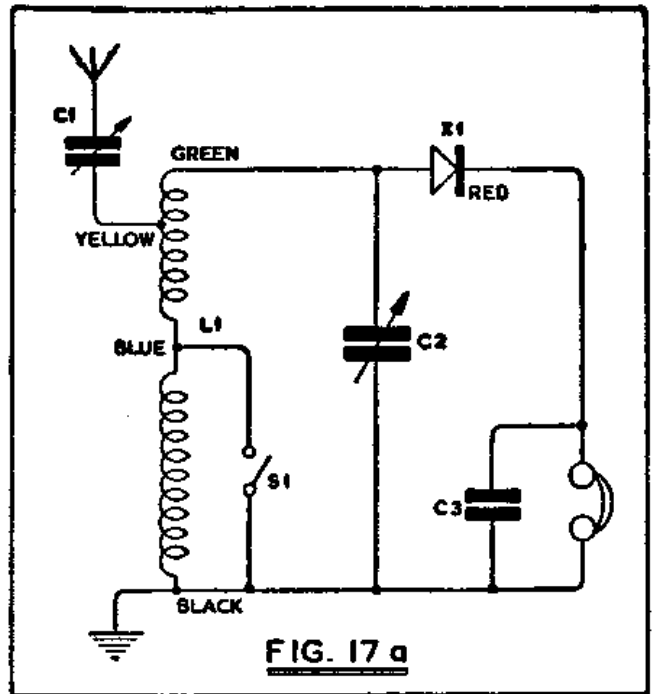 C1
GREEN
X1
RED
YELLOW
L1
BLUE
C2
S1
C3
BLACK
FIG. 17 a